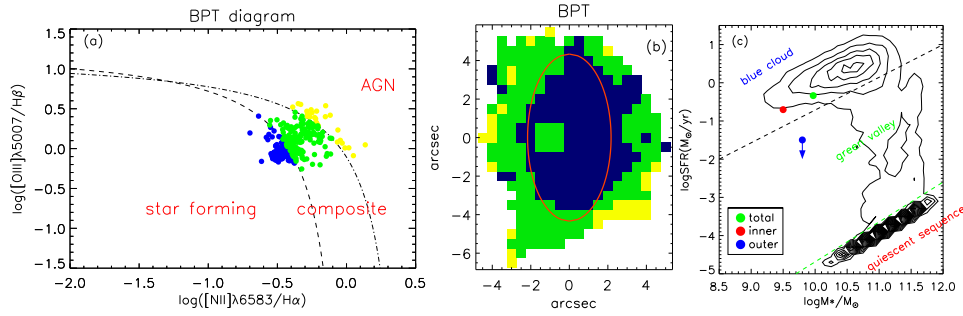 BPT diagram
(a)
AGN
star forming
composite
1.5
1.0
0.5
0.0
-0.5
-1.0
-1.5
log([OIII]λ5007/Hβ)
-2.0 -1.5 -1.0 -0.5 0.0 0.5
log([NII]λ6583/Hα)
BPT
(b)
6
4
2
0
-2
-4
-6
arcsec
-4 -2 0 2 4
arcsec
(c)
blue cloud
green valley
quiescent sequence
total
inner
outer
1
0
-1
-2
-3
-4
-5
logSFR(M⊙/yr)
8.5 9.0 9.5 10.0 10.5 11.0 11.5 12.0
logM*/M⊙